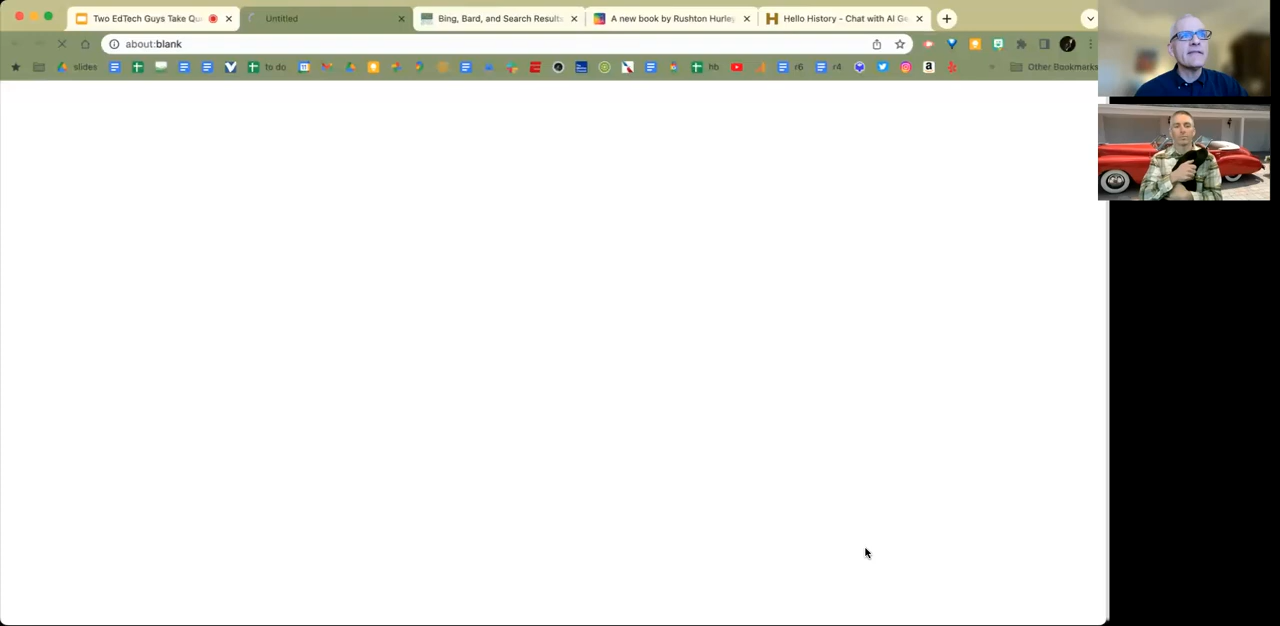 Two EdTech Guys Take Qu
Untitled
Bing, Bard, and Search Results
A new book by Rushton Hurley
Hello History - Chat with AI Ge
about:blank
slides
to do
hb
r6
r4
a
Other Bookmarks